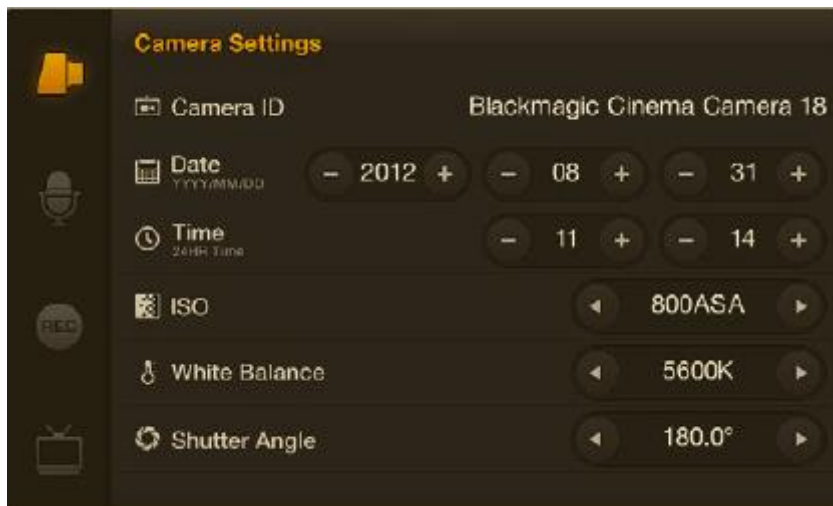 Camera Settings
Camera ID Blackmagic Cinema Camera 18
Date - 2012 + - 08 + - 31 +
YYYY/MM/DD
Time - 11 + - 14 +
24HR Time
ISO 800ASA
REC
White Balance 5600K
Shutter Angle 180.0°